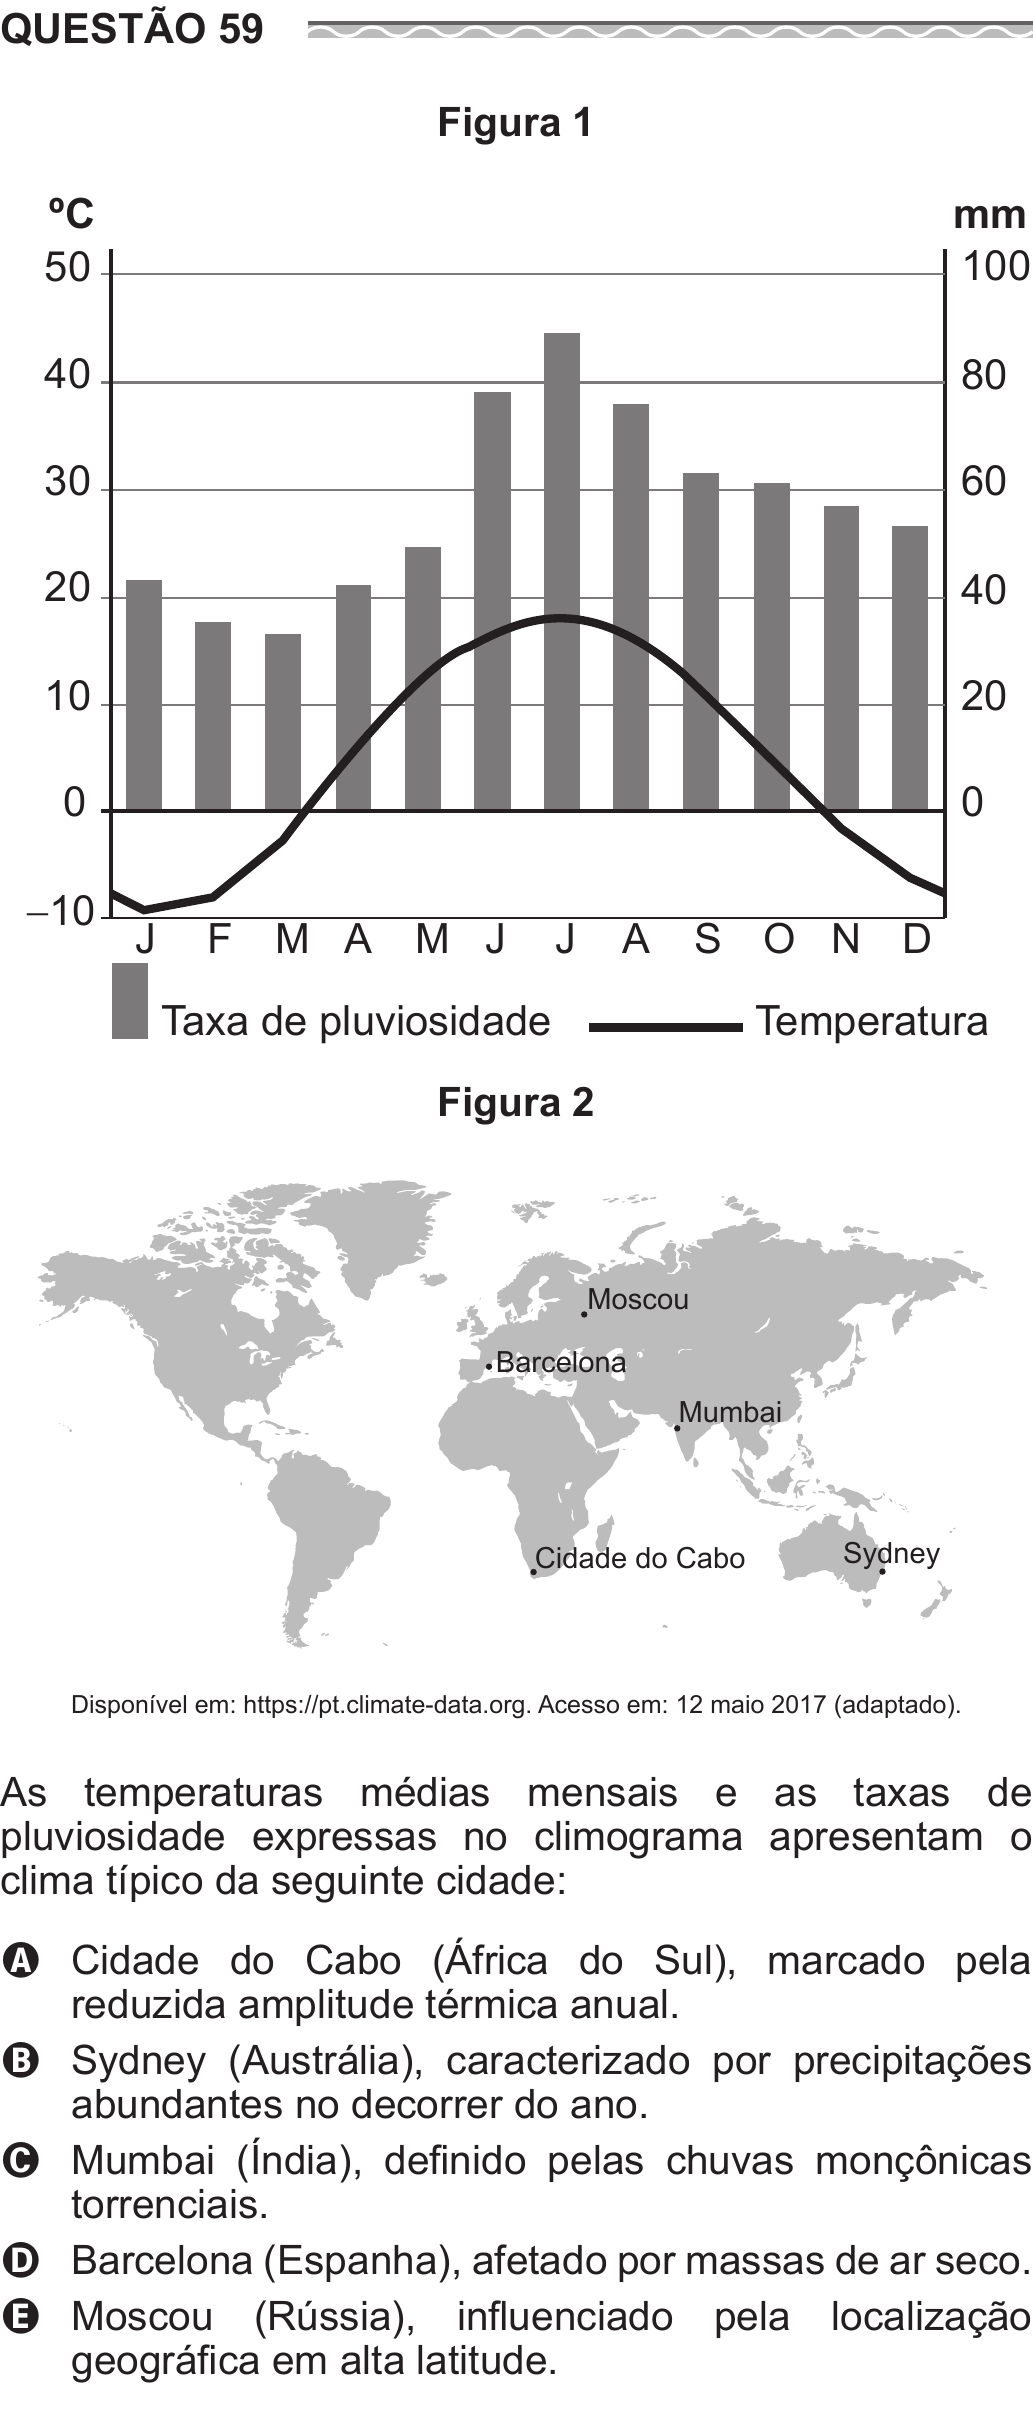 QUESTÃO 59
Figura 1
ºC mm
50 100
40 80
30 60
20 40
10 20
0 0
–10
J F M A M J J A S O N D
Taxa de pluviosidade Temperatura
Figura 2
Moscou
Barcelona
Mumbai
Cidade do Cabo
Sydney
Disponível em: https://pt.climate-data.org. Acesso em: 12 maio 2017 (adaptado).
As temperaturas médias mensais e as taxas de
pluviosidade expressas no climograma apresentam o
clima típico da seguinte cidade:
A Cidade do Cabo (África do Sul), marcado pela
reduzida amplitude térmica anual.
B Sydney (Austrália), caracterizado por precipitações
abundantes no decorrer do ano.
C Mumbai (Índia), definido pelas chuvas monçônicas
torrenciais.
D Barcelona (Espanha), afetado por massas de ar seco.
E Moscou (Rússia), influenciado pela localização
geográfica em alta latitude.